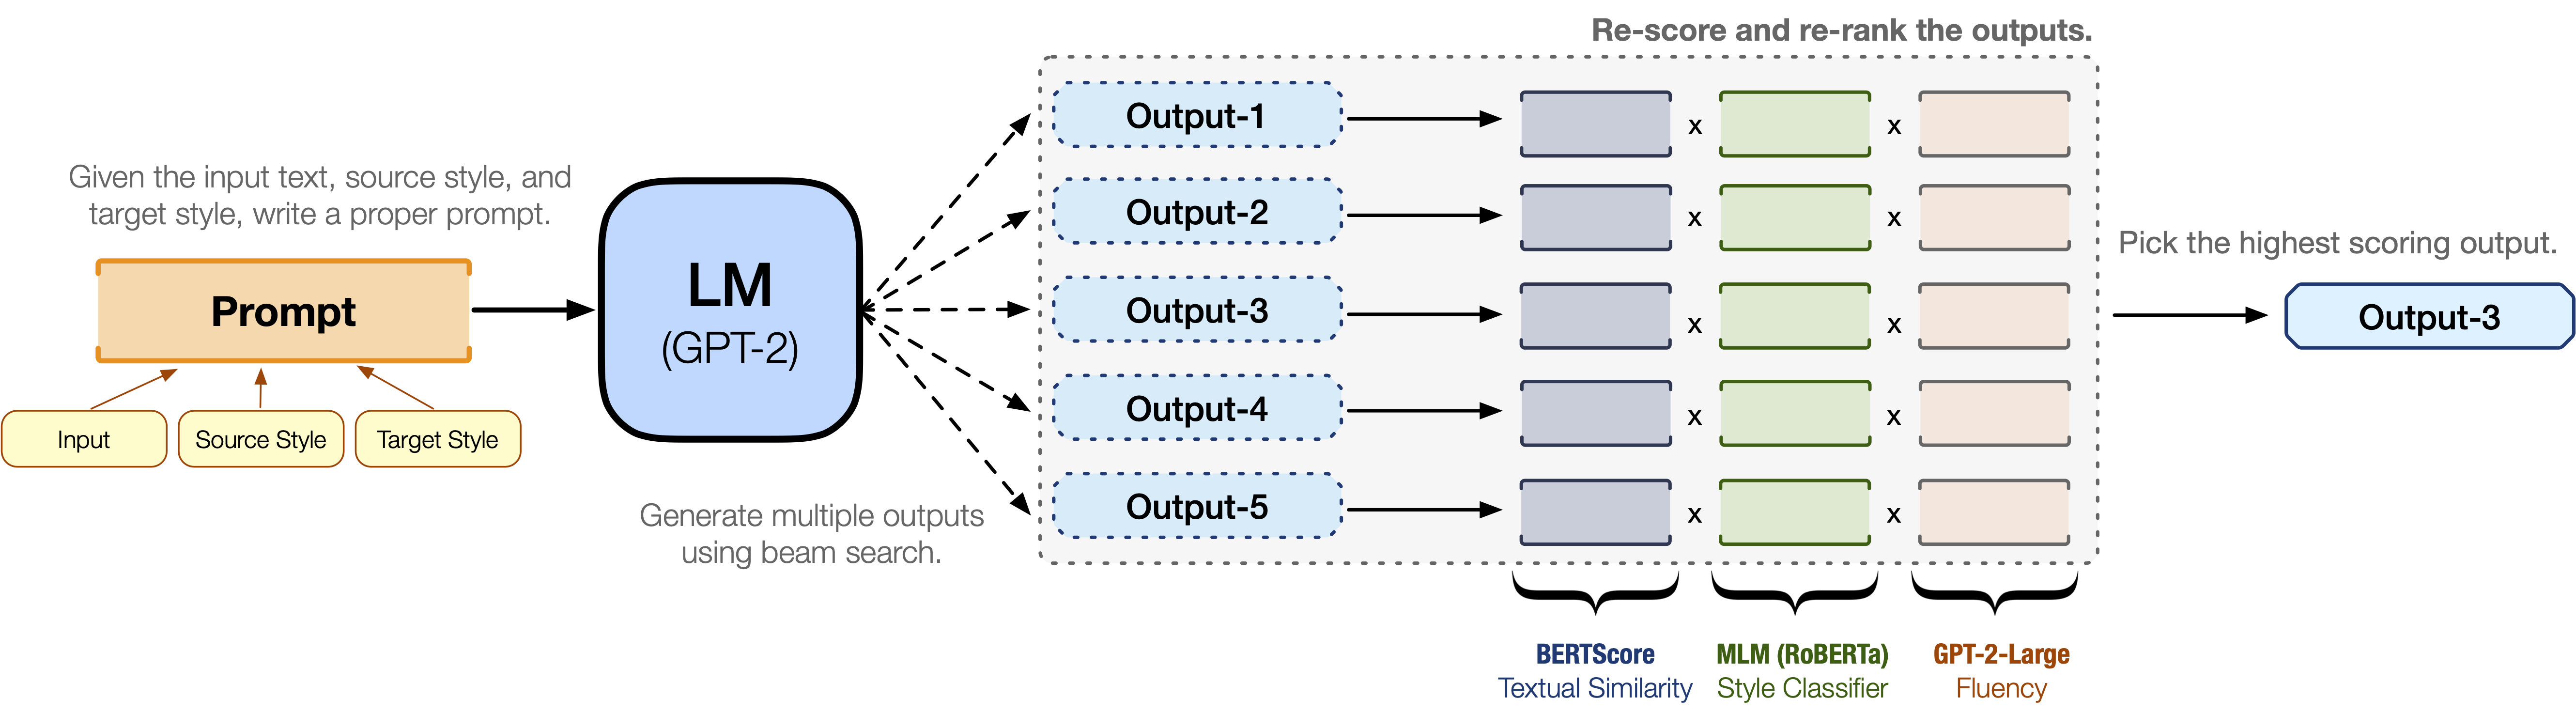 Re-score and re-rank the outputs.
Given the input text, source style, and
target style, write a proper prompt.
Prompt
Input
Source Style
Target Style
LM
(GPT-2)
Generate multiple outputs
using beam search.
Output-1
x
x
Output-2
x
x
Output-3
x
x
Output-4
x
x
Output-5
x
x
BERTScore
Textual Similarity
MLM (RoBERTa)
Style Classifier
GPT-2-Large
Fluency
Pick the highest scoring output.
Output-3